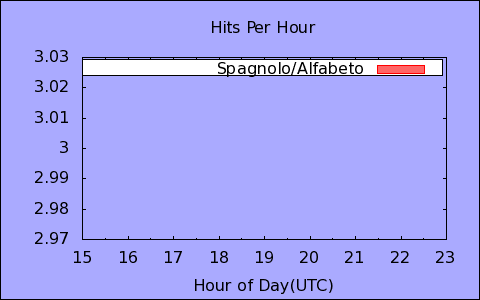 Hits Per Hour
3.03
Spagnolo/Alfabeto
3.02
3.01
3
2.99
2.98
2.97
15 16 17 18 19 20 21 22 23
Hour of Day(UTC)